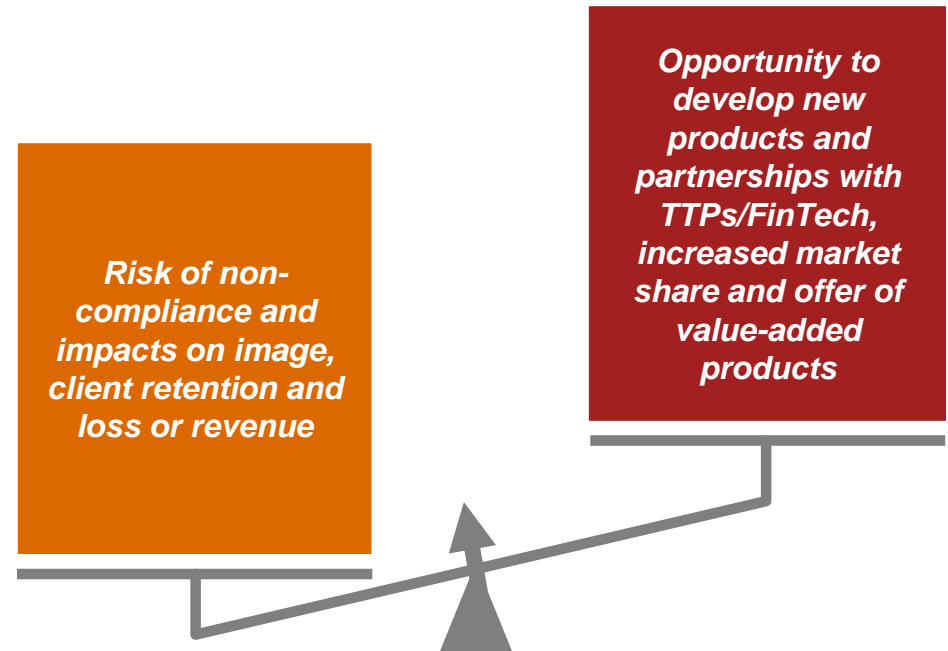 Risk of non-
compliance and
impacts on image,
client retention and
loss or revenue
Opportunity to
develop new
products and
partnerships with
TTPs/FinTech,
increased market
share and offer of
value-added
products